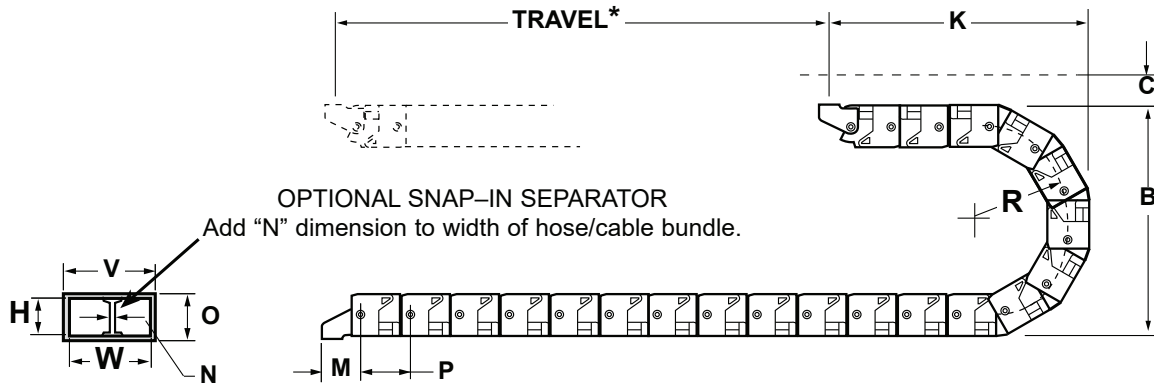 TRAVEL*
K
C
OPTIONAL SNAP–IN SEPARATOR
Add “N” dimension to width of hose/cable bundle.
R
B
V
H
O
W
N
M
P